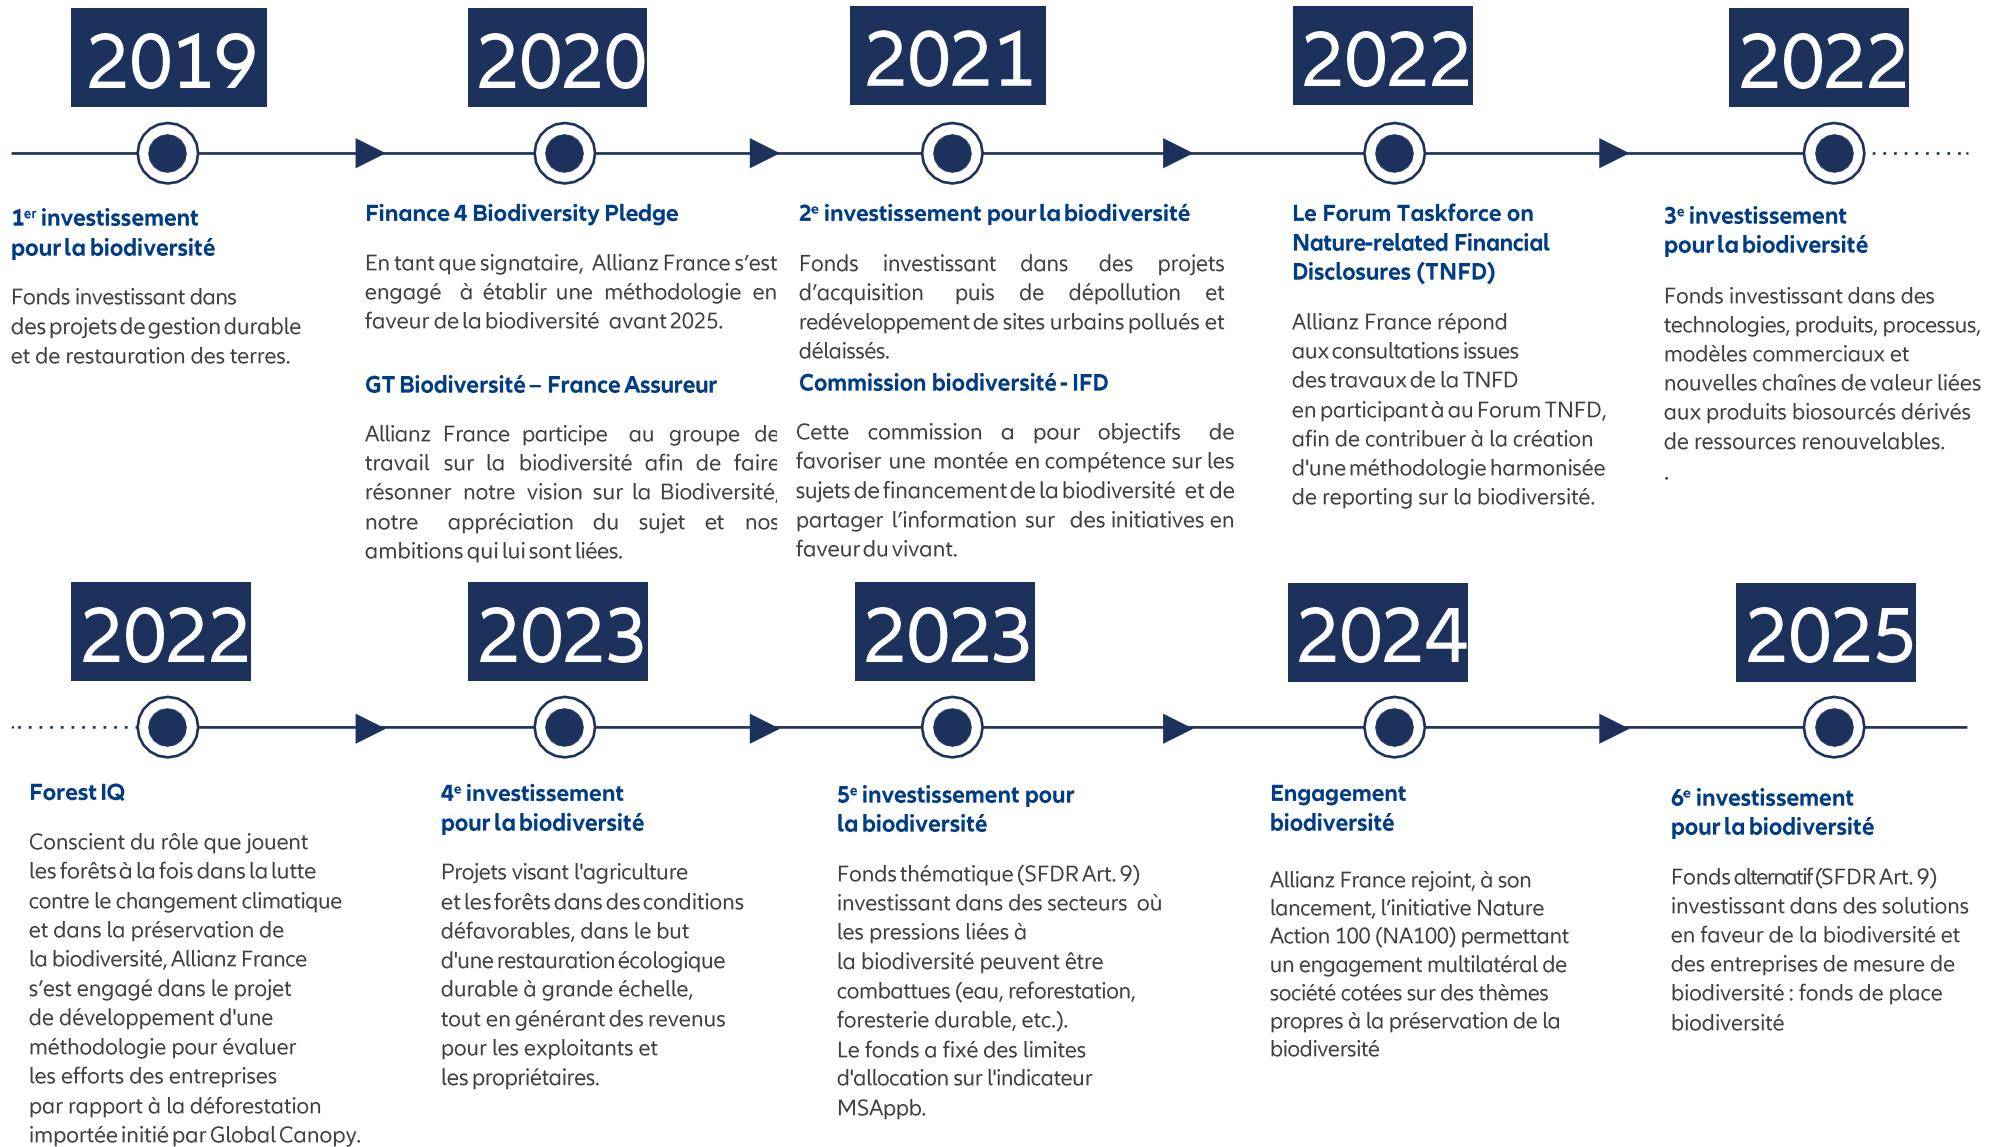 2019
1er investissement
pour la biodiversité
Fonds investissant dans
des projets de gestion durable
et de restauration des terres.
2020
Finance 4 Biodiversity Pledge
En tant que signataire, Allianz France s’est
engagé à établir une méthodologie en
faveur de la biodiversité avant 2025.
GT Biodiversité – France Assureur
Allianz France participe au groupe de
travail sur la biodiversité afin de faire
résonner notre vision sur la Biodiversité,
notre appréciation du sujet et nos
ambitions qui lui sont liées.
2021
2e investissement pour la biodiversité
Fonds investissant dans des projets
d’acquisition puis de dépollution et
redéveloppement de sites urbains pollués et
délaissés.
Commission biodiversité - IFD
Cette commission a pour objectifs de
favoriser une montée en compétence sur les
sujets de financement de la biodiversité et de
partager l’information sur des initiatives en
faveur du vivant.
2022
Le Forum Taskforce on
Nature-related Financial
Disclosures (TNFD)
Allianz France répond
aux consultations issues
des travaux de la TNFD
en participant à au Forum TNFD,
afin de contribuer à la création
d'une méthodologie harmonisée
de reporting sur la biodiversité.
2022
3e investissement
pour la biodiversité
Fonds investissant dans des
technologies, produits, processus,
modèles commerciaux et
nouvelles chaînes de valeur liées
aux produits biosourcés dérivés
de ressources renouvelables.
.
2022
Forest IQ
Conscient du rôle que jouent
les forêts à la fois dans la lutte
contre le changement climatique
et dans la préservation de
la biodiversité, Allianz France
s’est engagé dans le projet
de développement d'une
méthodologie pour évaluer
les efforts des entreprises
par rapport à la déforestation
importée initié par Global Canopy.
2023
4e investissement
pour la biodiversité
Projets visant l'agriculture
et les forêts dans des conditions
défavorables, dans le but
d'une restauration écologique
durable à grande échelle,
tout en générant des revenus
pour les exploitants et
les propriétaires.
2023
5e investissement pour
la biodiversité
Fonds thématique (SFDR Art. 9)
investissant dans des secteurs où
les pressions liées à
la biodiversité peuvent être
combattues (eau, reforestation,
foresterie durable, etc.).
Le fonds a fixé des limites
d'allocation sur l'indicateur
MSAppb.
2024
Engagement
biodiversité
Allianz France rejoint, à son
lancement, l’initiative Nature
Action 100 (NA100) permettant
un engagement multilatéral de
société cotées sur des thèmes
propres à la préservation de la
biodiversité
2025
6e investissement
pour la biodiversité
Fonds alternatif (SFDR Art. 9)
investissant dans des solutions
en faveur de la biodiversité et
des entreprises de mesure de
biodiversité : fonds de place
biodiversité